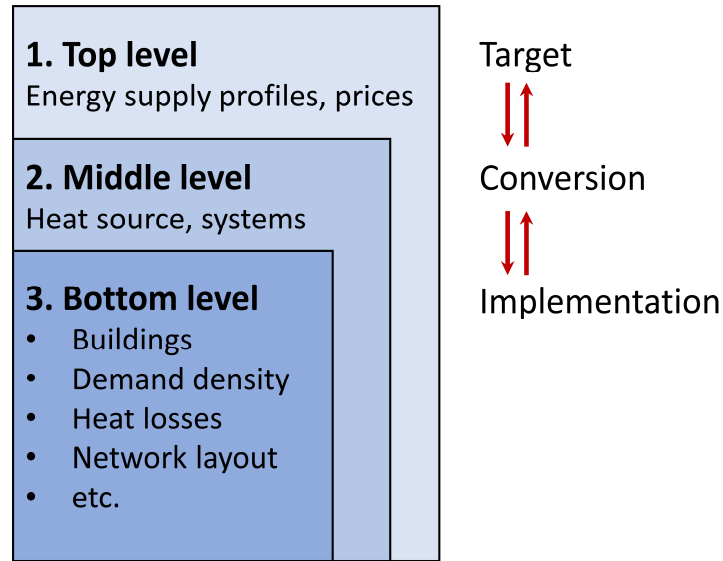 1. Top level
Energy supply profiles, prices
2. Middle level
Heat source, systems
3. Bottom level
• Buildings
• Demand density
• Heat losses
• Network layout
• etc.
Target
Conversion
Implementation